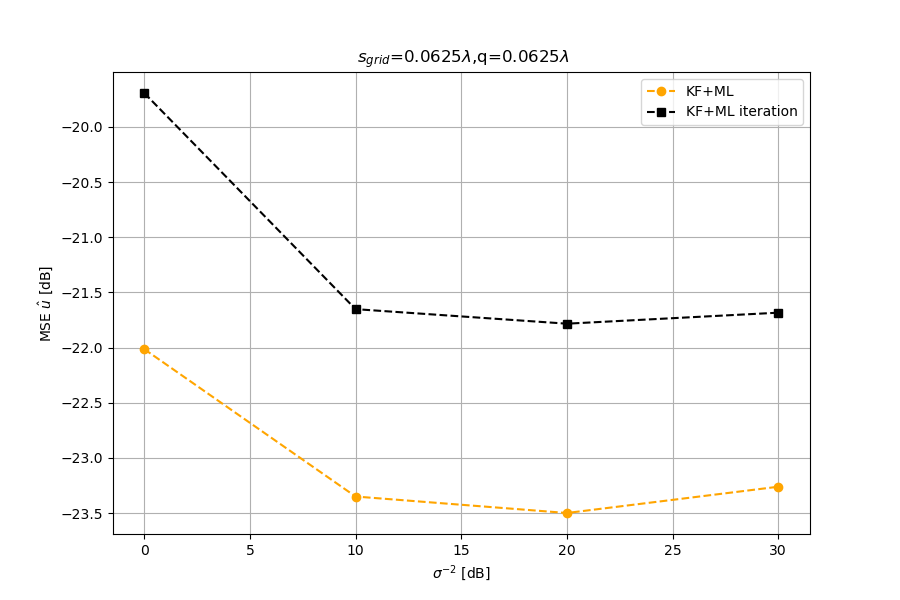 s_grid=0.0625λ,q=0.0625λ
KF+ML
KF+ML iteration
−20.0
−20.5
−21.0
−21.5
−22.0
−22.5
−23.0
−23.5
MSE û [dB]
0 5 10 15 20 25 30
σ⁻² [dB]